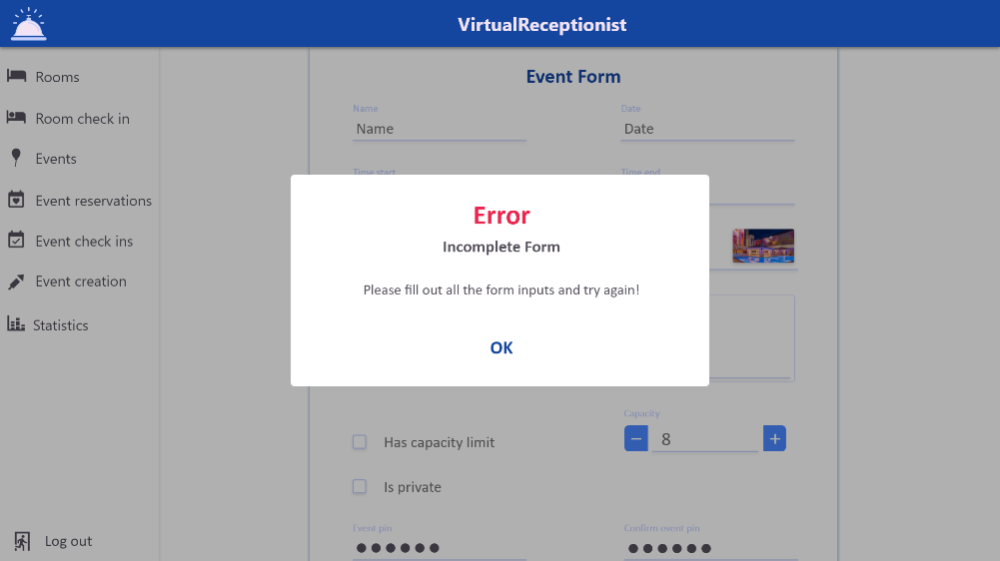 VirtualReceptionist
Rooms
Room check in
Events
Event reservations
Event check ins
Event creation
Statistics
Log out
Event Form
Name
Date
Name
Date
Time start
Time end
Error
Incomplete Form
Please fill out all the form inputs and try again!
OK
Capacity
8
Has capacity limit
Is private
Event pin
Confirm event pin